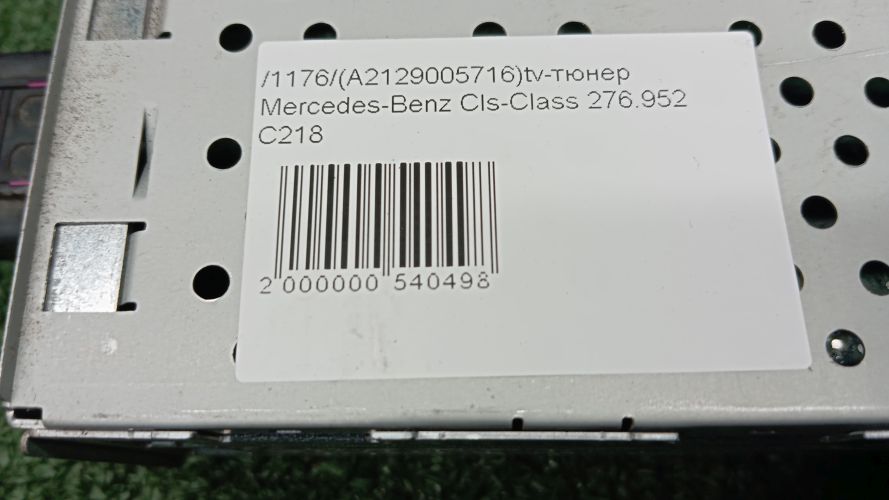 /1176/(A2129005716)tv-тюнер
Mercedes-Benz Cls-Class 276.952
C218
2 000000 540498